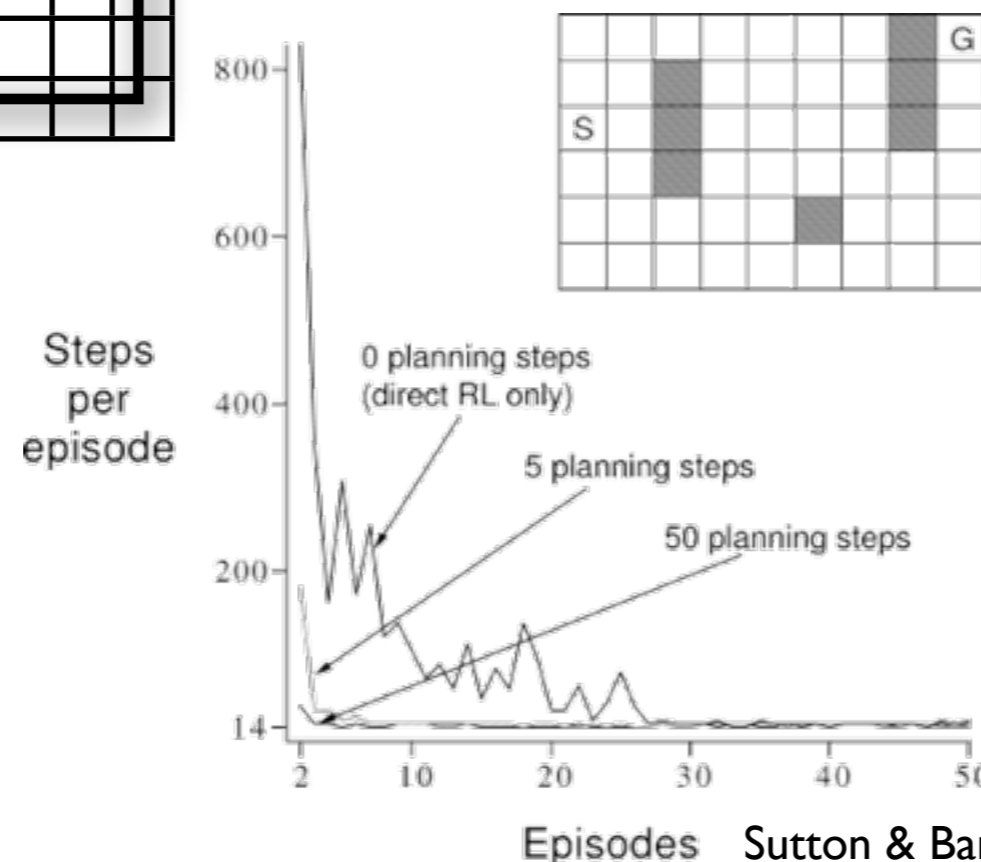 800
G
S
600
Steps
per
episode
0 planning steps
(direct RL only)
400
5 planning steps
50 planning steps
200
14
2 10 20 30 40
Episodes Sutton &